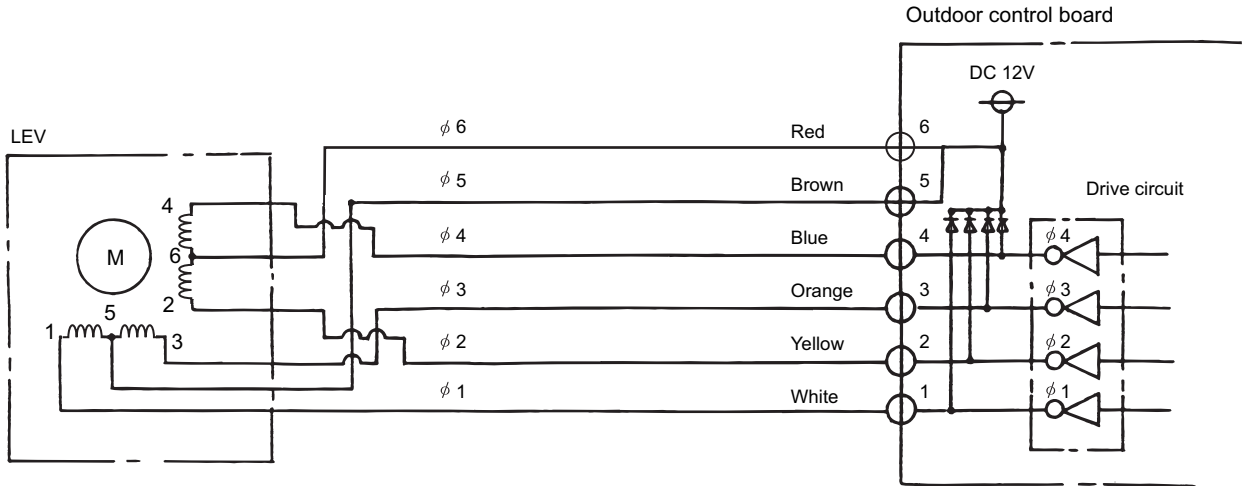 Outdoor control board
DC 12V
LEV
ϕ 6 Red 6
ϕ 5 Brown 5
Drive circuit
4
ϕ 4 Blue 4 ϕ 4
M 6
2
ϕ 3 Orange 3 ϕ 3
5
1 3
ϕ 2 Yellow 2 ϕ 2
ϕ 1 White 1 ϕ 1